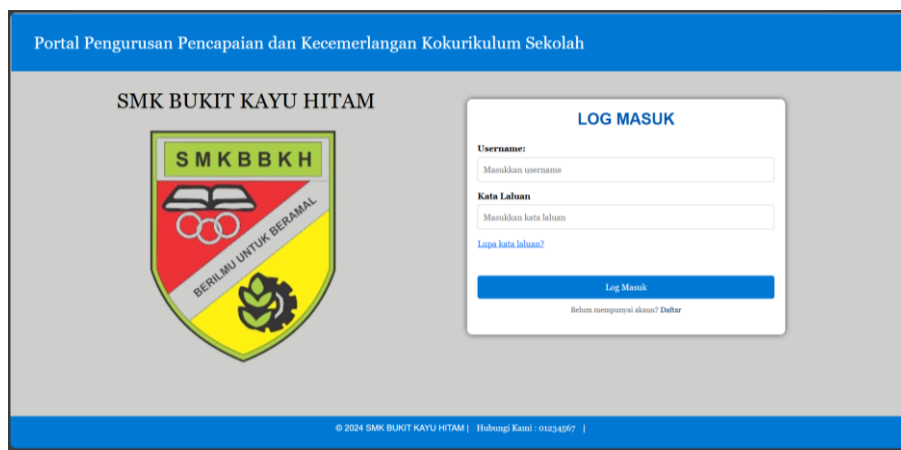 Portal Pengurusan Pencapaian dan Kecemerlangan Kokurikulum Sekolah
SMK BUKIT KAYU HITAM
SMKBBKH
BERILMU UNTUK BERAMAL
LOG MASUK
Username:
Masukkan username
Kata Laluan
Masukkan kata laluan
Lupa kata laluan?
Log Masuk
Belum mempunyai akaun? Daftar
© 2024 SMK BUKIT KAYU HITAM | Hubungi Kami : 01234567 |